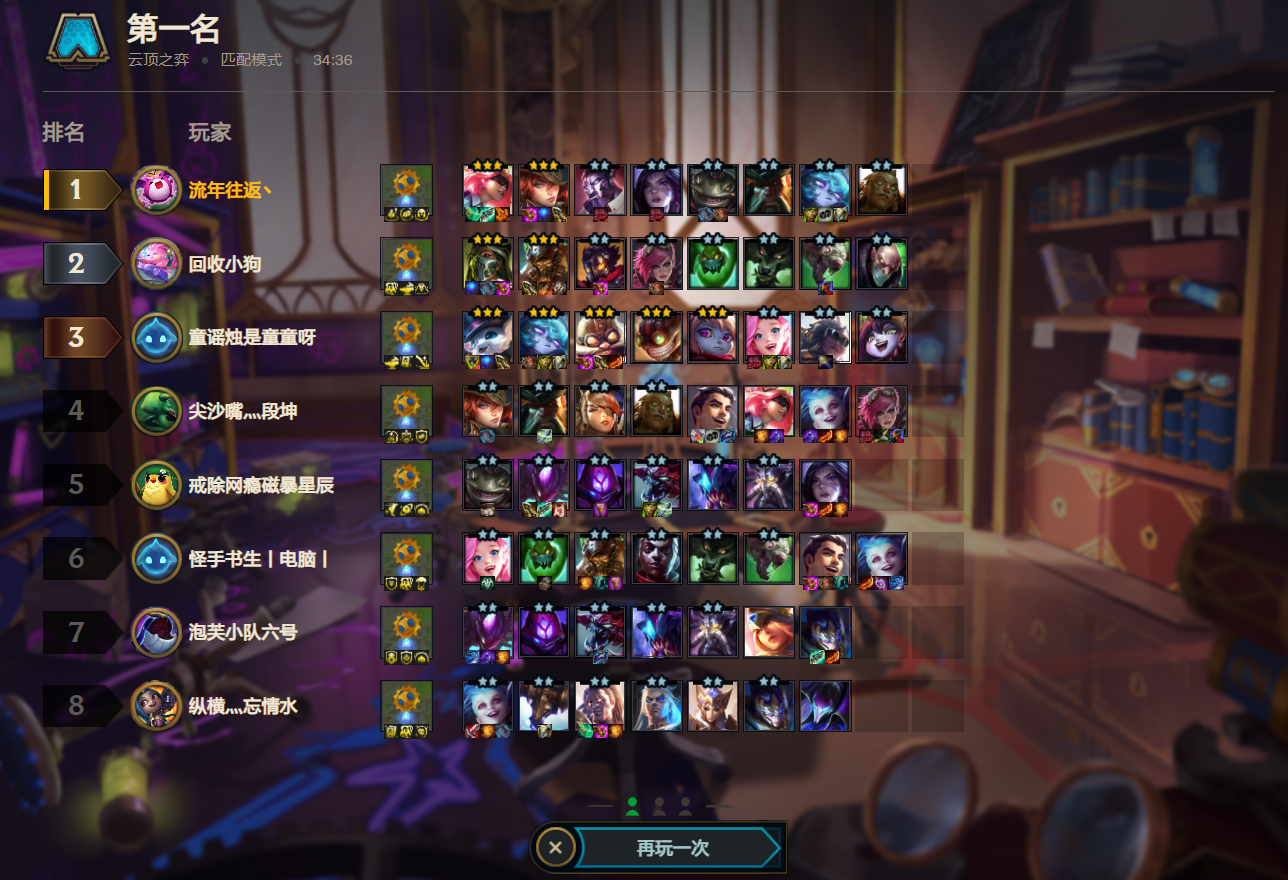 第一名
云顶之弈 • 匹配模式 • 34:36
排名 玩家
1 流年往返丶
2 回收小狗
3 童谣烛是童童呀
4 尖沙嘴灬段坤
5 戒除网瘾磁暴星辰
6 怪手书生丨电脑丨
7 泡芙小队六号
8 纵横灬忘情水
再玩一次